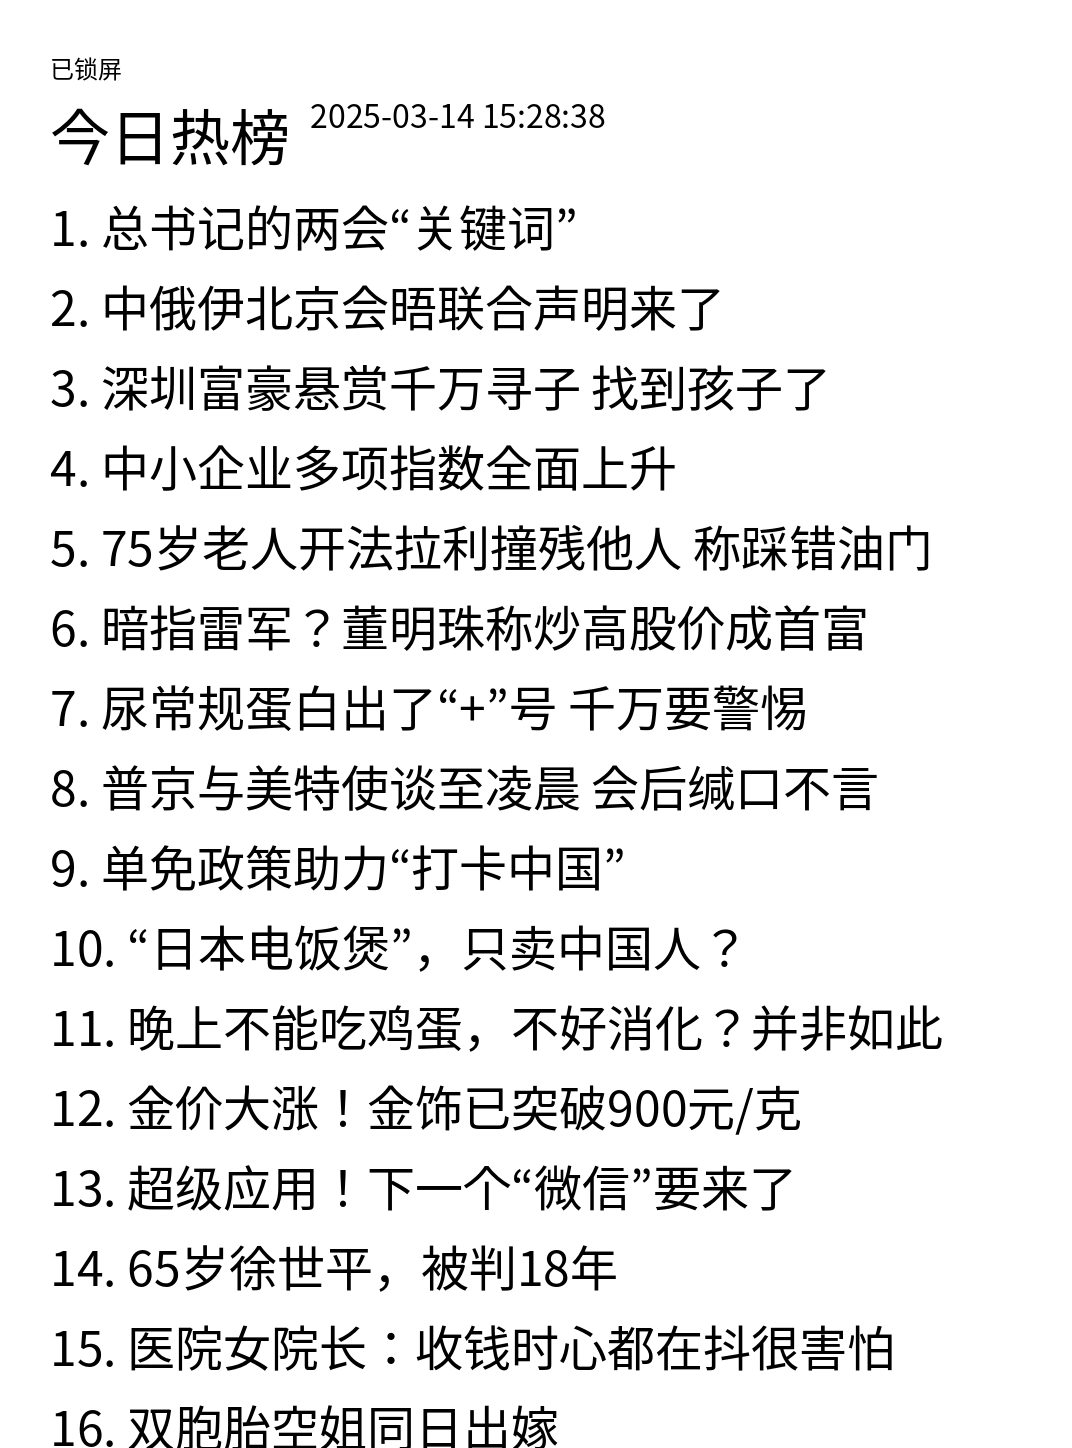 已锁屏
今日热榜 2025-03-14 15:28:38
1. 总书记的两会“关键词”
2. 中俄伊北京会晤联合声明来了
3. 深圳富豪悬赏千万寻子 找到孩子了
4. 中小企业多项指数全面上升
5. 75岁老人开法拉利撞残他人 称踩错油门
6. 暗指雷军？董明珠称炒高股价成首富
7. 尿常规蛋白出了“+”号 千万要警惕
8. 普京与美特使谈至凌晨 会后缄口不言
9. 单免政策助力“打卡中国”
10. “日本电饭煲”，只卖中国人？
11. 晚上不能吃鸡蛋，不好消化？并非如此
12. 金价大涨！金饰已突破900元/克
13. 超级应用！下一个“微信”要来了
14. 65岁徐世平，被判18年
15. 医院女院长：收钱时心都在抖很害怕
16. 双胞胎空姐同日出嫁